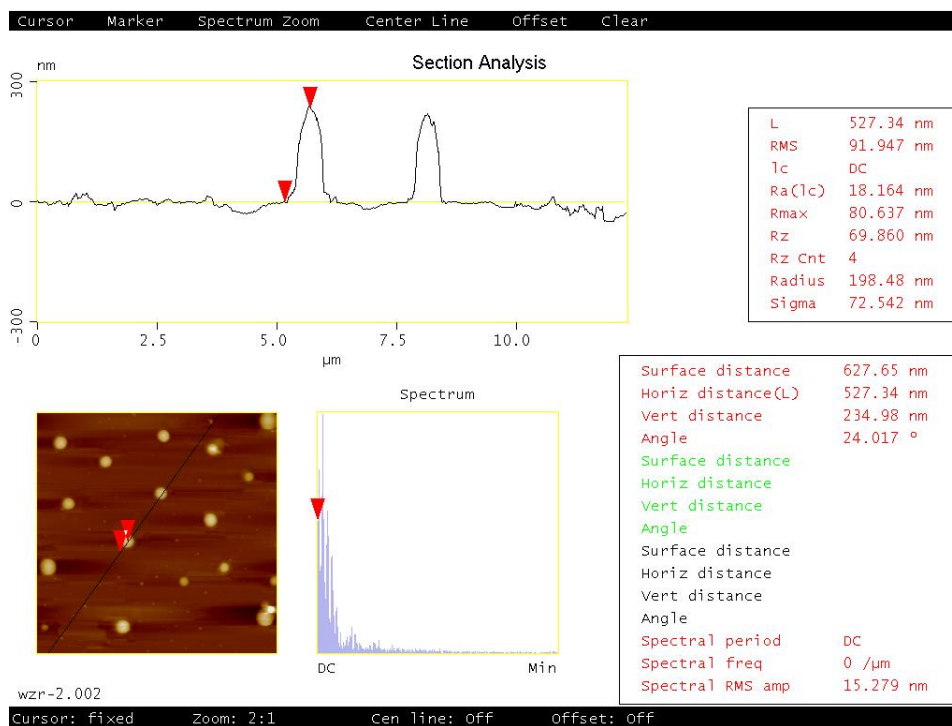 Cursor Marker Spectrum Zoom Center Line Offset Clear
nm
Section Analysis
300
0
-300
0 2.5 5.0 7.5 10.0
µm
L 527.34 nm
RMS 91.947 nm
lc DC
Ra(lc) 18.164 nm
Rmax 80.637 nm
Rz 69.860 nm
Rz Cnt 4
Radius 198.48 nm
Sigma 72.542 nm
Spectrum
DC Min
Surface distance 627.65 nm
Horiz distance(L) 527.34 nm
Vert distance 234.98 nm
Angle 24.017 º
Surface distance
Horiz distance
Vert distance
Angle
Surface distance
Horiz distance
Vert distance
Angle
Spectral period DC
Spectral freq 0 /µm
Spectral RMS amp 15.279 nm
wzr-2.002
Cursor: fixed Zoom: 2:1 Cen line: Off Offset: Off